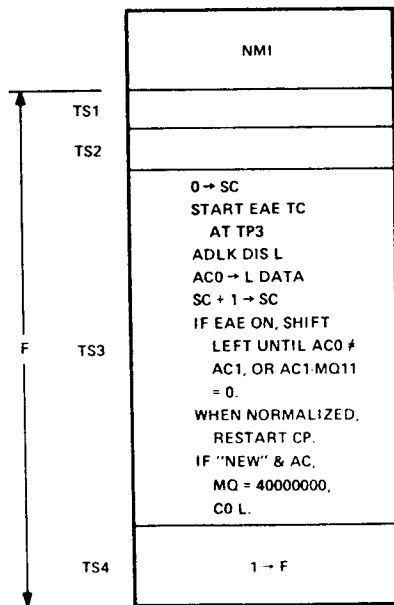 NMI
TS1
TS2
0 → SC
START EAE TC
AT TP3
ADLK DIS L
AC0 → L DATA
SC + 1 → SC
IF EAE ON, SHIFT
F
TS3
LEFT UNTIL AC0 ≠
AC1, OR AC1-MQ11
= 0.
WHEN NORMALIZED,
RESTART CP.
IF "NEW" & AC,
MQ = 40000000,
C0 L.
TS4
1 → F